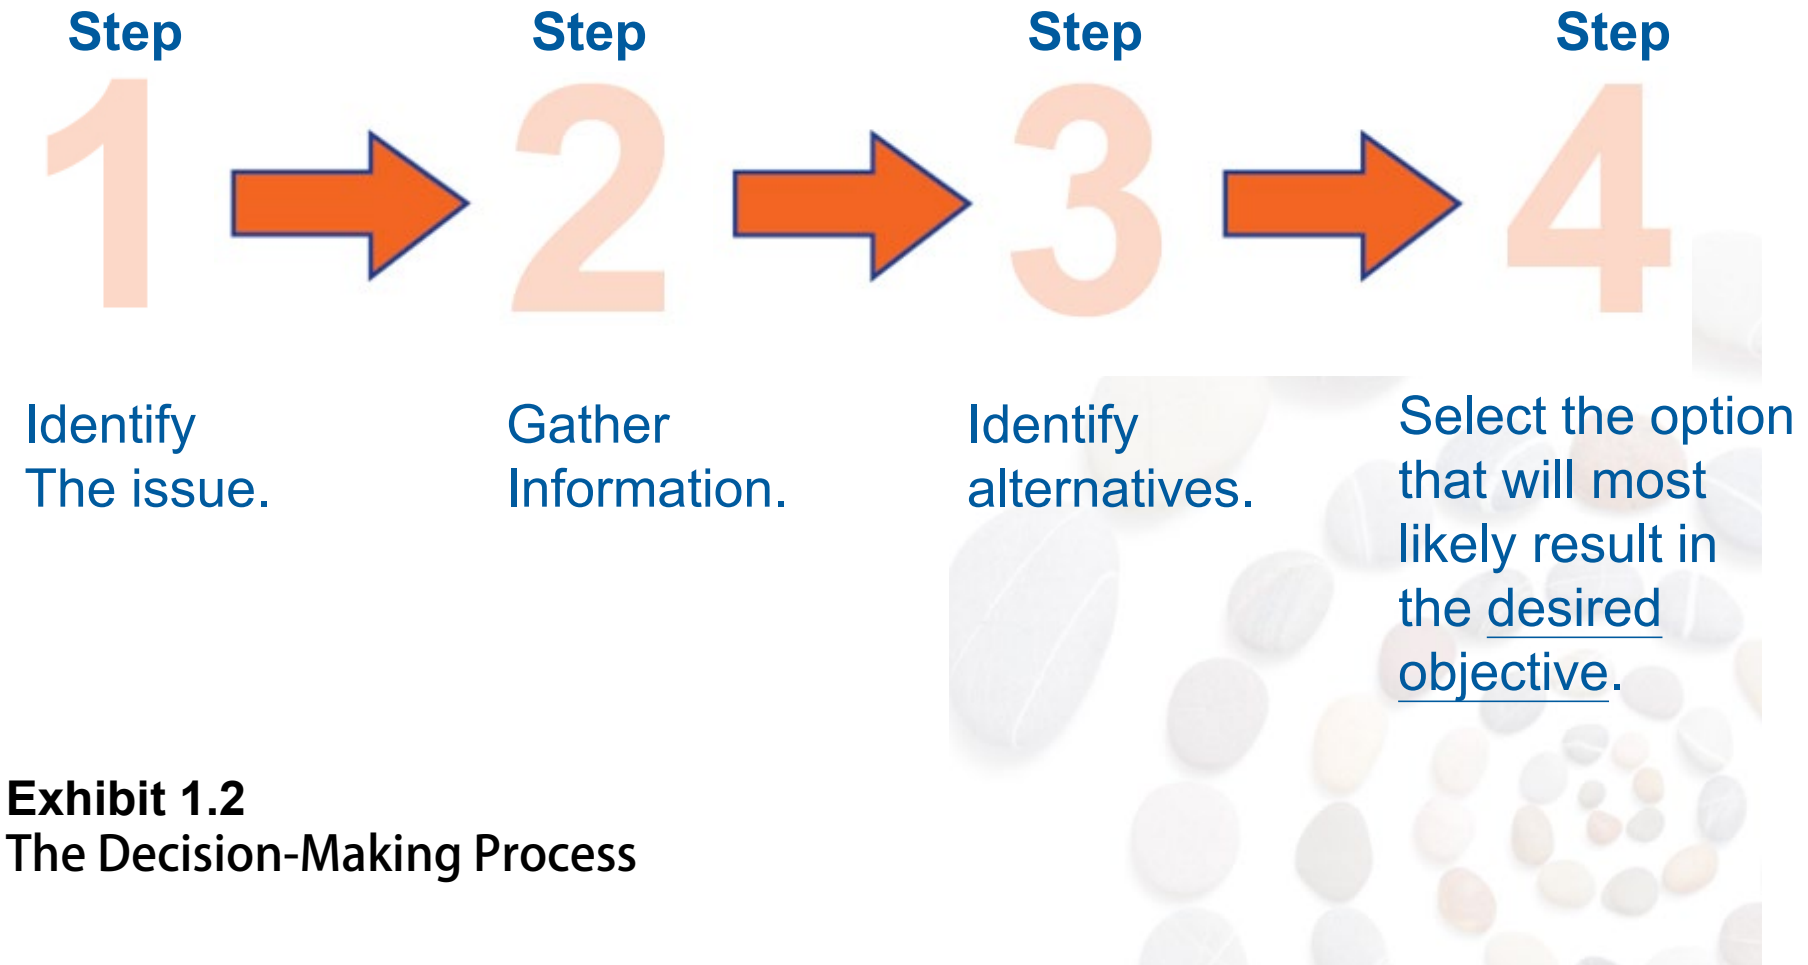 Step
1
Identify
The issue.
Step
2
Gather
Information.
Step
3
Identify
alternatives.
Step
4
Select the option
that will most
likely result in
the desired
objective.
Exhibit 1.2
The Decision-Making Process